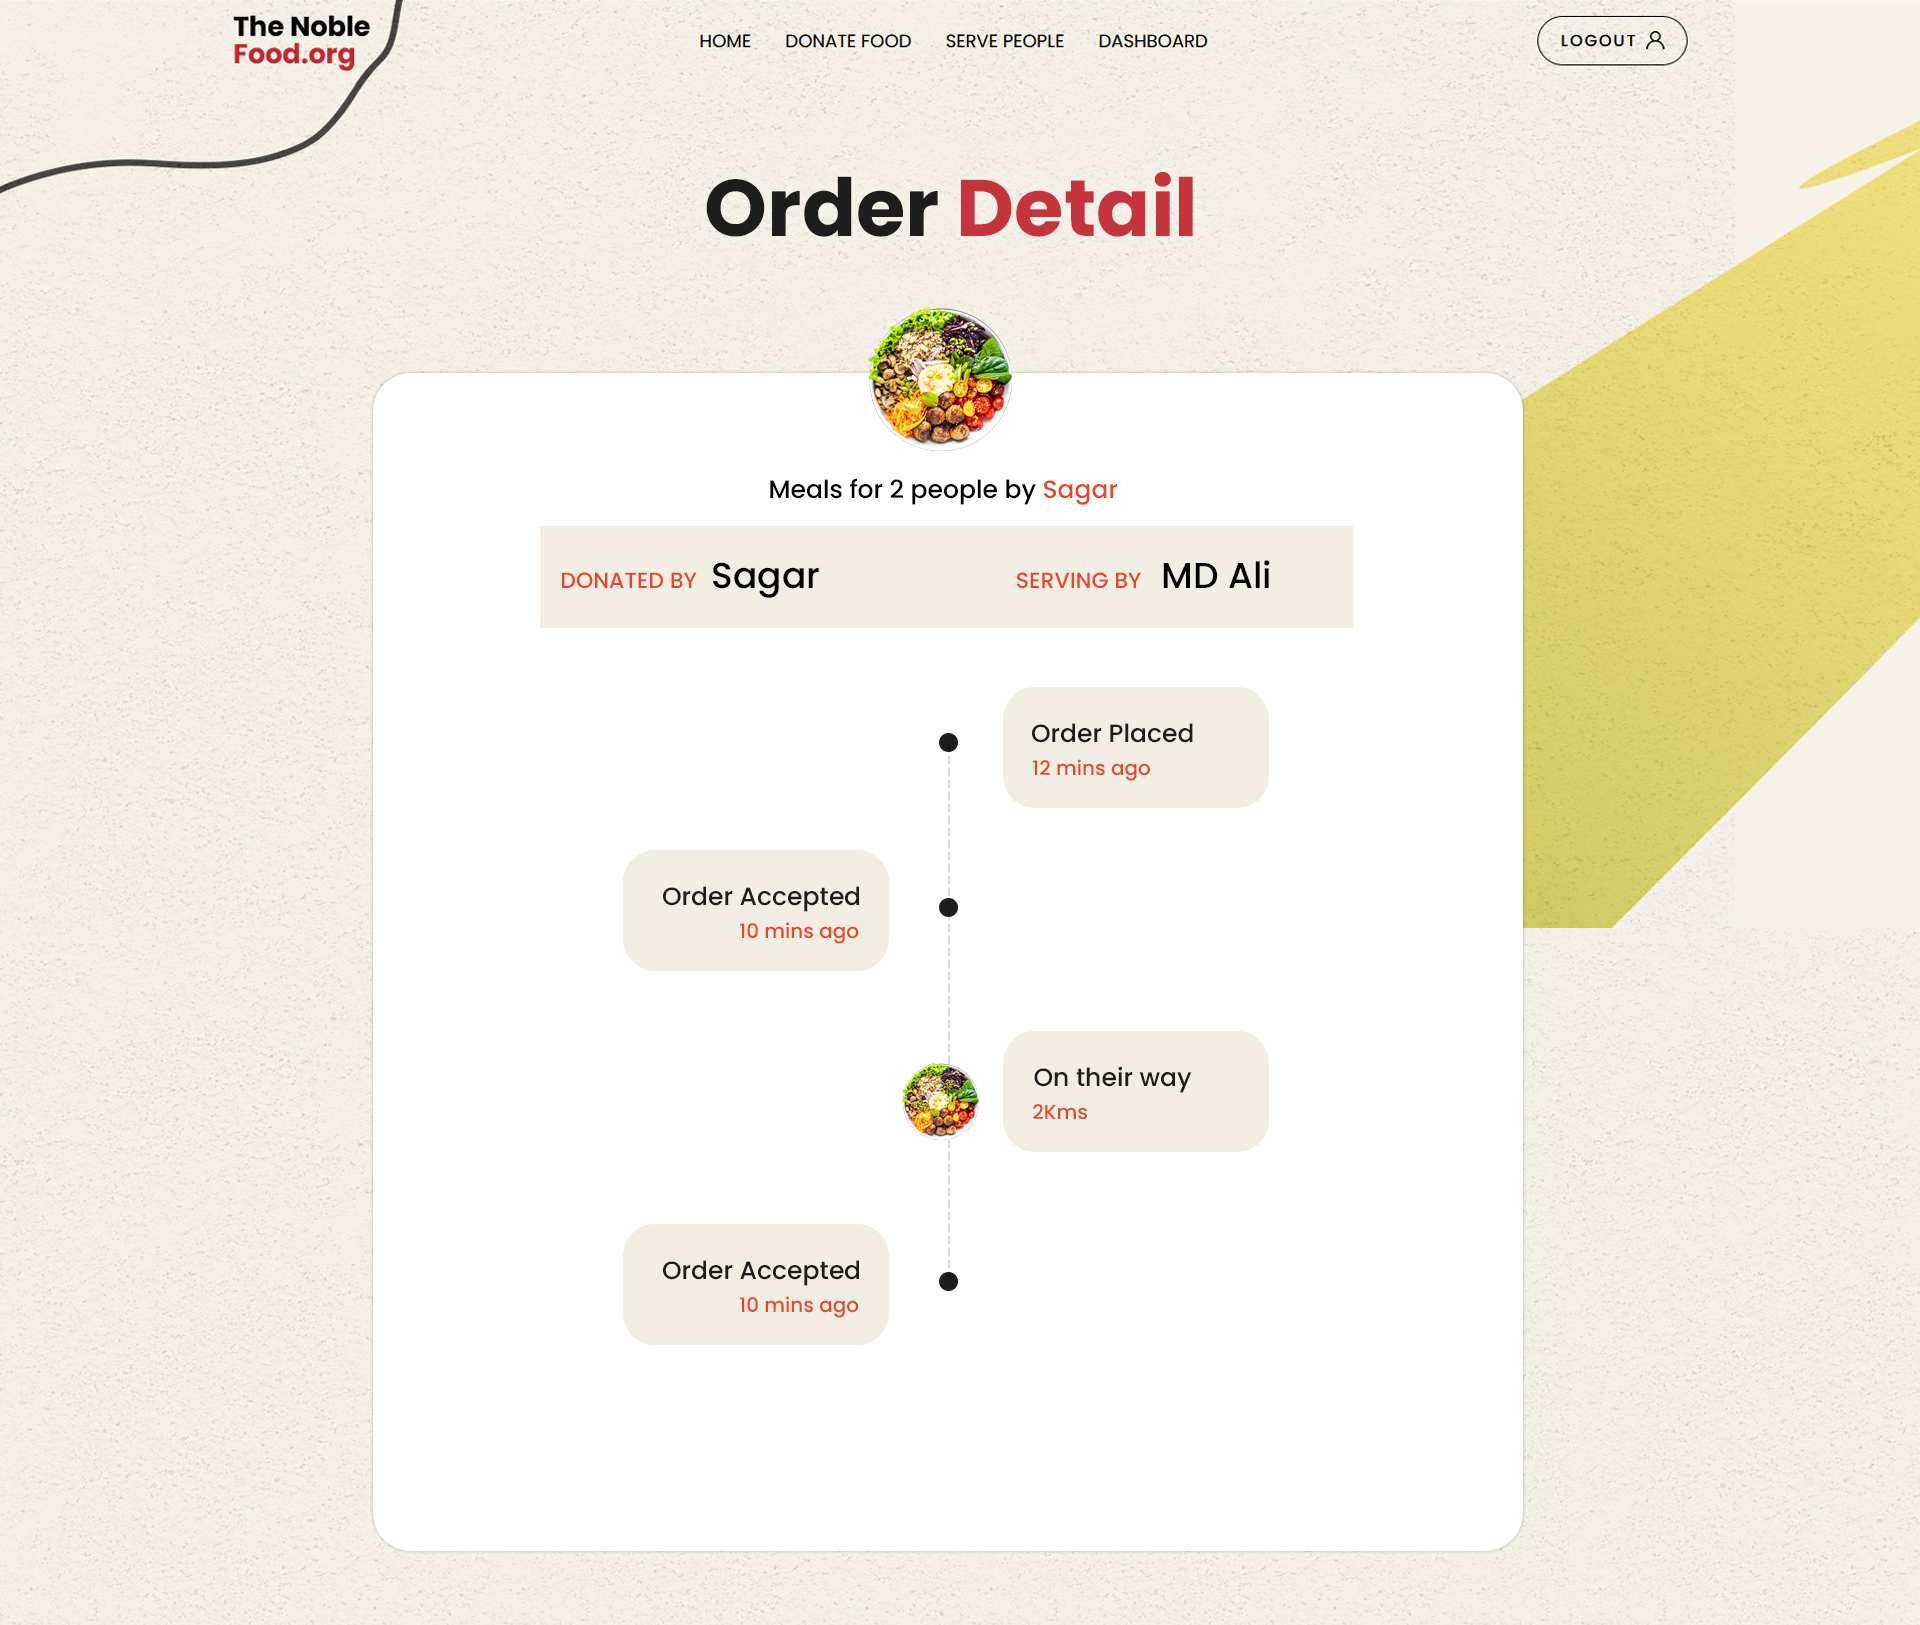 The Noble
Food.org
HOME DONATE FOOD SERVE PEOPLE DASHBOARD
LOGOUT
Order Detail
Meals for 2 people by Sagar
DONATED BY Sagar
SERVING BY MD Ali
Order Placed
12 mins ago
Order Accepted
10 mins ago
On their way
2Kms
Order Accepted
10 mins ago